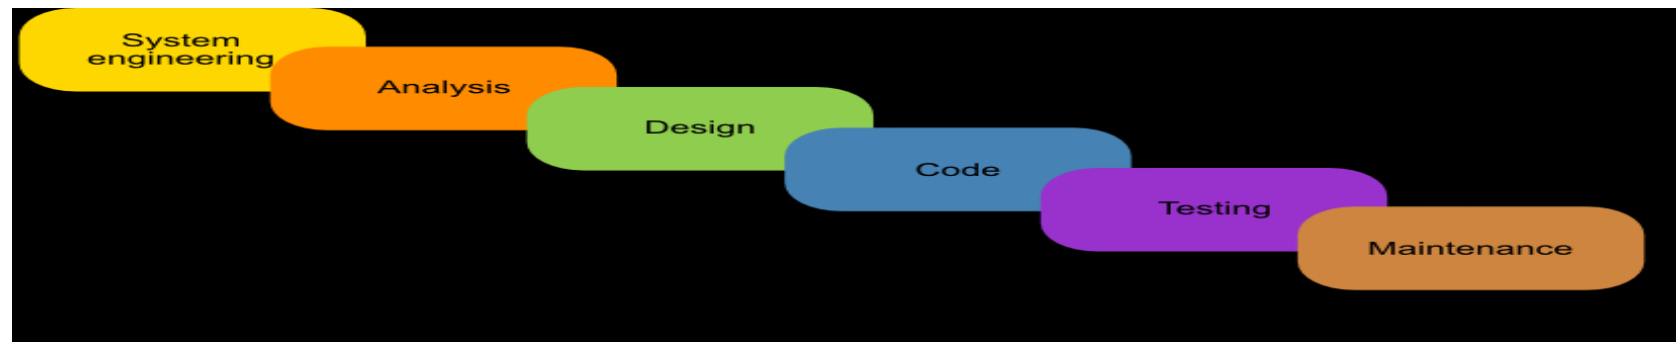 System
engineering
Analysis
Design
Code
Testing
Maintenance